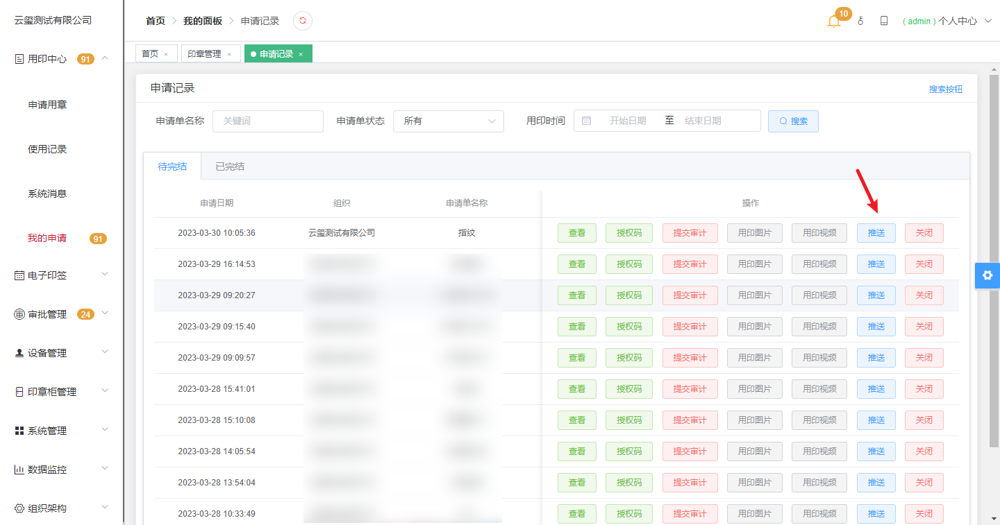 云玺测试有限公司
首页 > 我的面板 > 申请记录
10
( admin ) 个人中心
用印中心 91
申请用章
使用记录
系统消息
我的申请 91
电子印签
审批管理 24
设备管理
印章柜管理
系统管理
数据监控
组织架构
首页 × 印章管理 × 申请记录 ×
申请记录
搜索按钮
申请单名称 关键词 申请单状态 所有 用印时间 开始日期 至 结束日期 搜索
待完结 已完结
申请日期 组织 申请单名称 操作
2023-03-30 10:05:36 云玺测试有限公司 指纹 查看 授权码 提交审计 用印图片 用印视频 推送 关闭
2023-03-29 16:14:53 查看 授权码 提交审计 用印图片 用印视频 推送 关闭
2023-03-29 09:20:27 查看 授权码 提交审计 用印图片 用印视频 推送 关闭
2023-03-29 09:15:40 查看 授权码 提交审计 用印图片 用印视频 推送 关闭
2023-03-29 09:09:57 查看 授权码 提交审计 用印图片 用印视频 推送 关闭
2023-03-28 15:41:01 查看 授权码 提交审计 用印图片 用印视频 推送 关闭
2023-03-28 15:10:08 查看 授权码 提交审计 用印图片 用印视频 推送 关闭
2023-03-28 14:05:54 查看 授权码 提交审计 用印图片 用印视频 推送 关闭
2023-03-28 13:54:04 查看 授权码 提交审计 用印图片 用印视频 推送 关闭
2023-03-28 10:33:49 查看 授权码 提交审计 用印图片 用印视频 推送 关闭